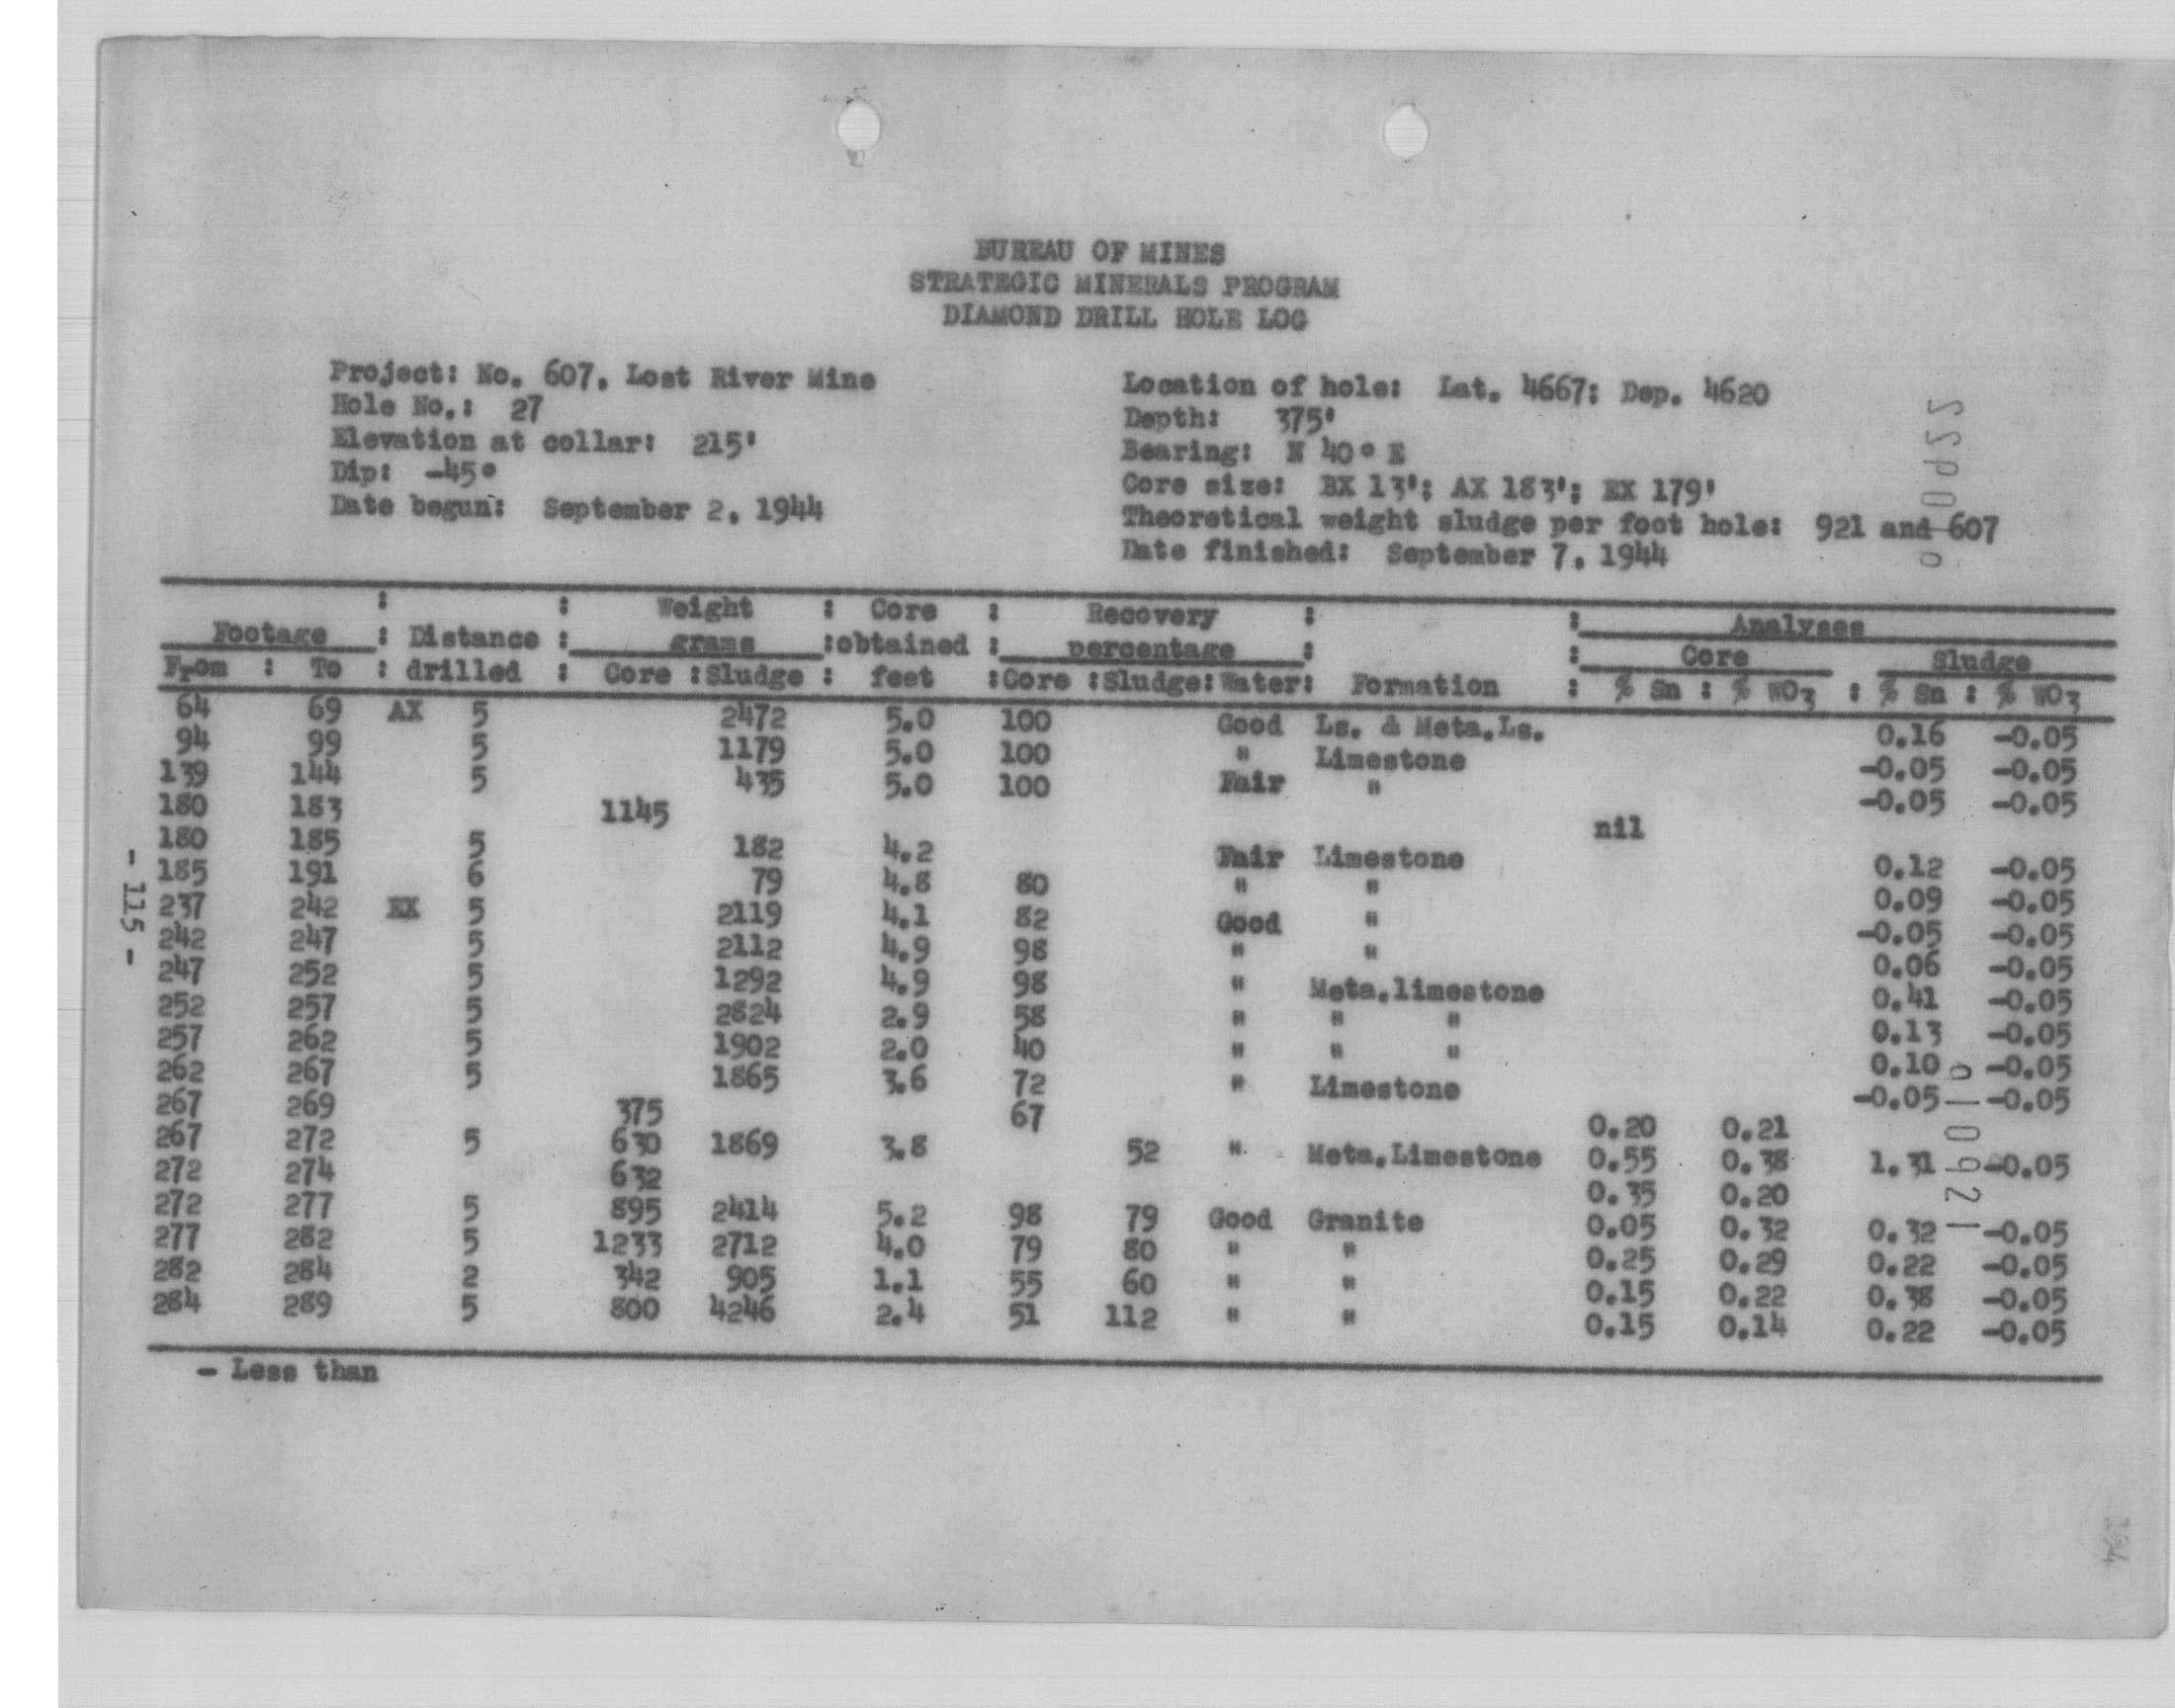 BUREAU OF MINES
STRATEGIC MINERALS PROGRAM
DIAMOND DRILL HOLE LOG
Project: No. 607, Lost River Mine
Hole No.: 27
Elevation at collar: 215'
Dip: -45°
Date begun: September 2, 1944
Location of hole: Lat. 4667; Dep. 4620
Depth: 375'
Bearing: N 40° E
Core size: BX 13'; AX 183'; EX 179'
Theoretical weight sludge per foot hole: 921 and 607
Date finished: September 7, 1944
: : Weight : Core : Recovery : : Analyses
Footage : Distance : grams :obtained : percentage : : Core Sludge
From : To : drilled : Core :Sludge : feet :Core :Sludge:Water: Formation : % Sn : % WO3 : % Sn : % WO3
64 69 AX 5 2472 5.0 100 Good Ls. & Meta.Ls. 0.16 -0.05
94 99 5 1179 5.0 100 " Limestone -0.05 -0.05
139 144 5 435 5.0 100 Fair " -0.05 -0.05
180 183 1145 nil
180 185 5 182 4.2 Fair Limestone 0.12 -0.05
185 191 6 79 4.8 80 " " 0.09 -0.05
237 242 EX 5 2119 4.1 82 Good " -0.05 -0.05
242 247 5 2112 4.9 98 " " 0.06 -0.05
247 252 5 1292 4.9 98 " Meta.limestone 0.41 -0.05
252 257 5 2824 2.9 58 " " " 0.13 -0.05
257 262 5 1902 2.0 40 " " " 0.10 -0.05
262 267 5 1865 3.6 72 " Limestone -0.05 -0.05
267 269 375 67 0.20 0.21
267 272 5 630 1869 3.8 52 " Meta.Limestone 0.55 0.38 1.31 -0.05
272 274 632 0.35 0.20
272 277 5 895 2414 5.2 98 79 Good Granite 0.05 0.32 0.32 -0.05
277 282 5 1233 2712 4.0 79 80 " " 0.25 0.29 0.22 -0.05
282 284 2 342 905 1.1 55 60 " " 0.15 0.22 0.38 -0.05
284 289 5 800 4246 2.4 51 112 " " 0.15 0.14 0.22 -0.05
- Less than
- 115 -